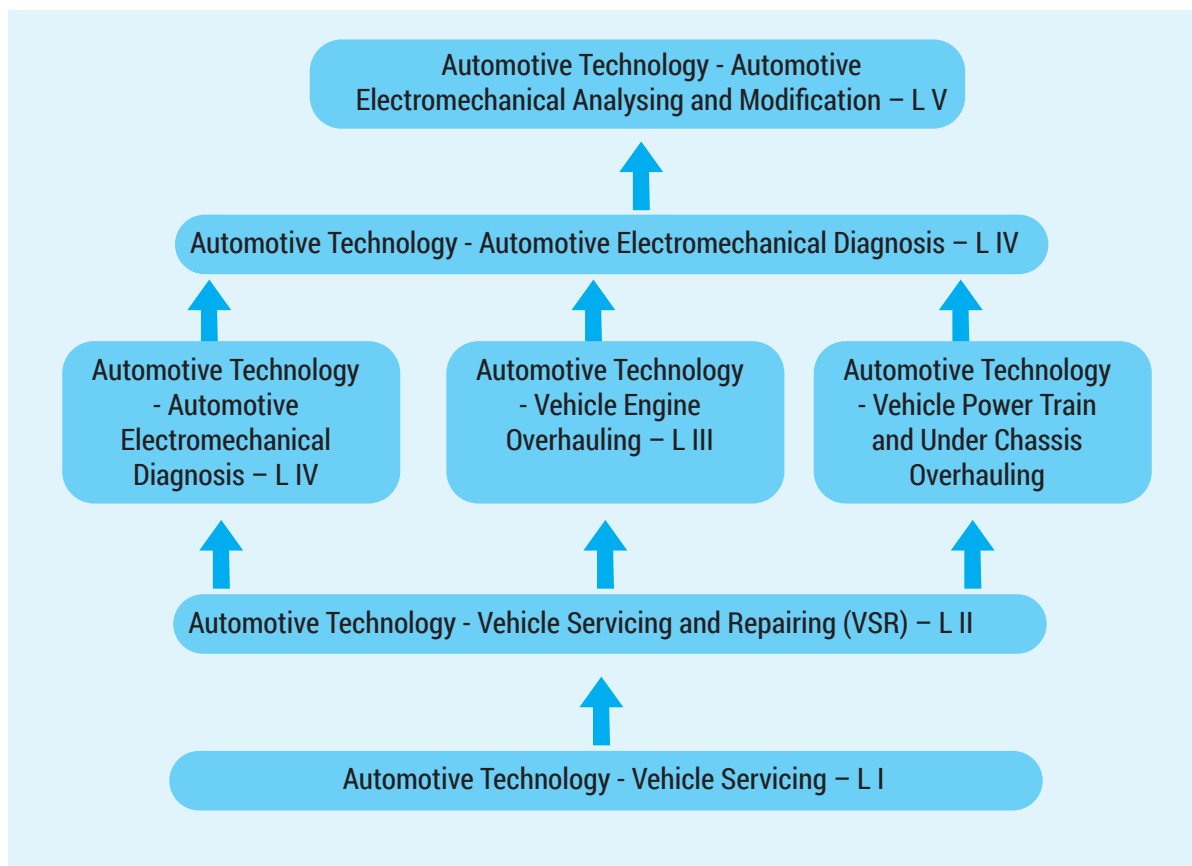 Automotive Technology - Automotive
Electromechanical Analysing and Modification – L V
Automotive Technology - Automotive Electromechanical Diagnosis – L IV
Automotive Technology
- Automotive
Electromechanical
Diagnosis – L IV
Automotive Technology
- Vehicle Engine
Overhauling – L III
Automotive Technology
- Vehicle Power Train
and Under Chassis
Overhauling
Automotive Technology - Vehicle Servicing and Repairing (VSR) – L II
Automotive Technology - Vehicle Servicing – L I